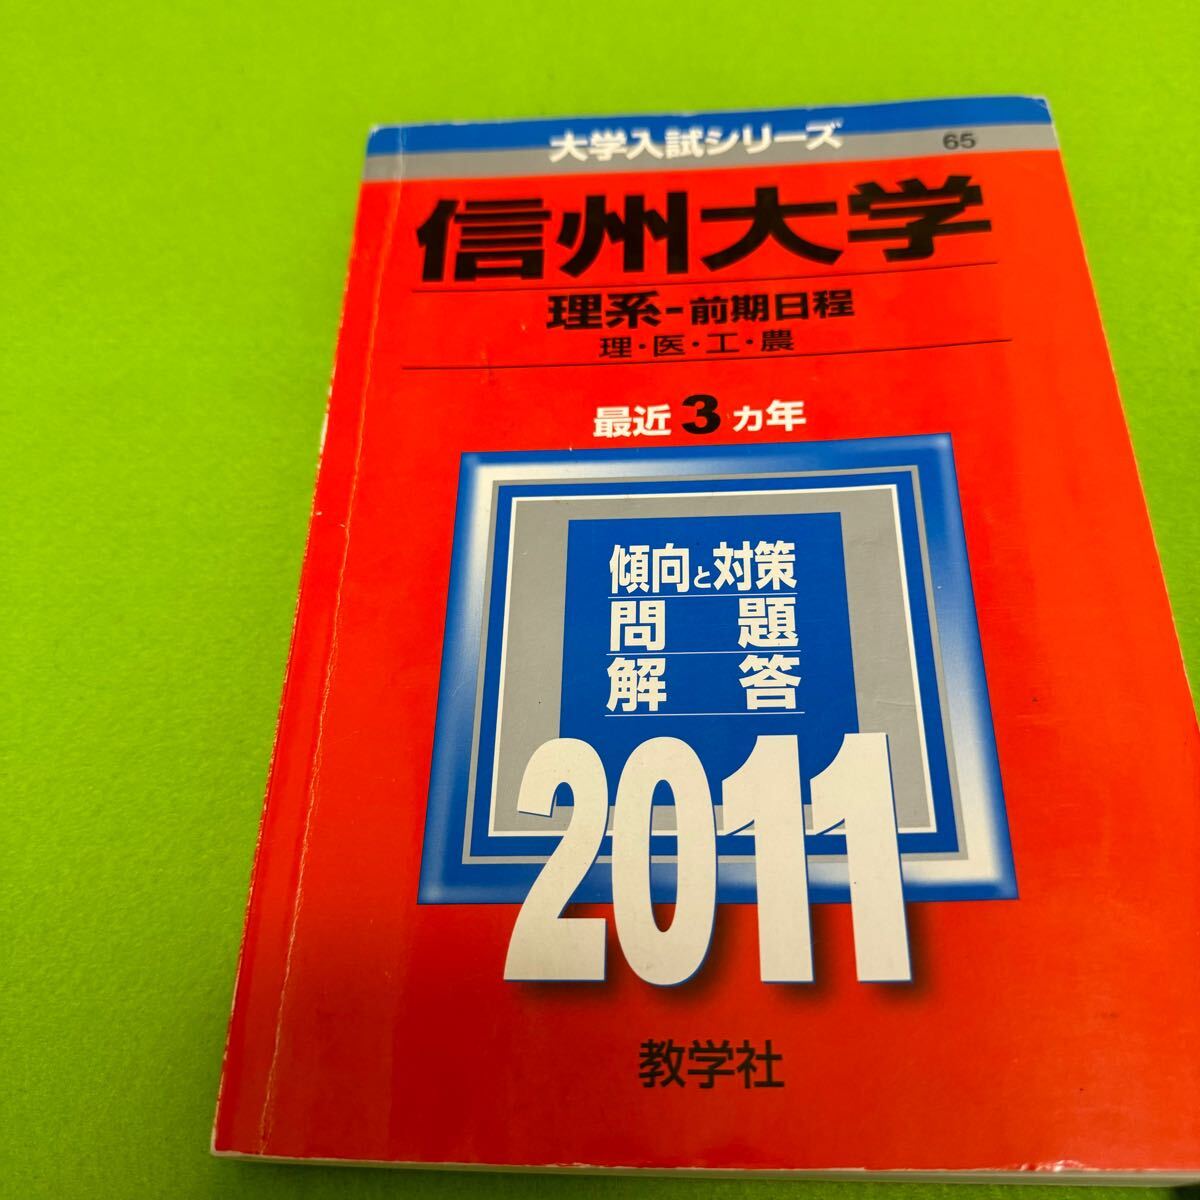 大学入試シリーズ 65
信州大学
理系-前期日程
理・医・工・農
最近3ヵ年
傾向と対策
問題
解答
2011
教学社